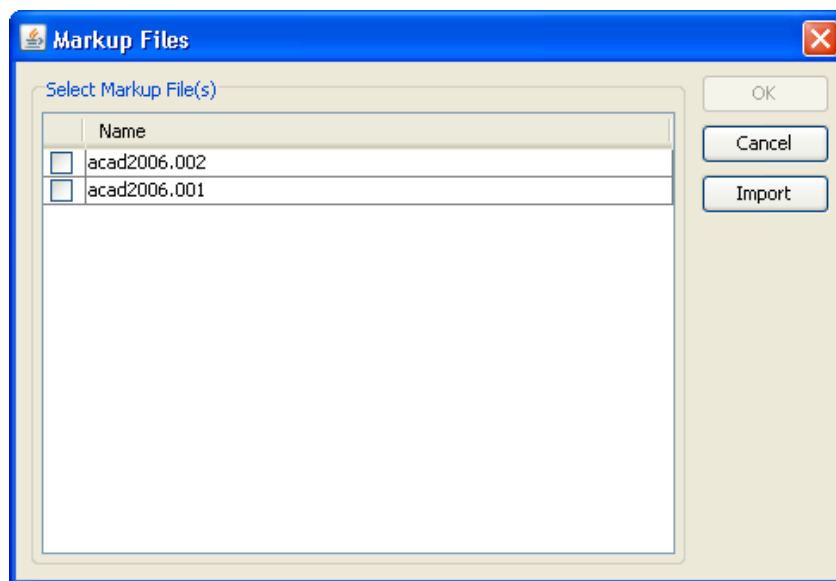 Markup Files
Select Markup File(s)
Name
acad2006.002
acad2006.001
OK
Cancel
Import